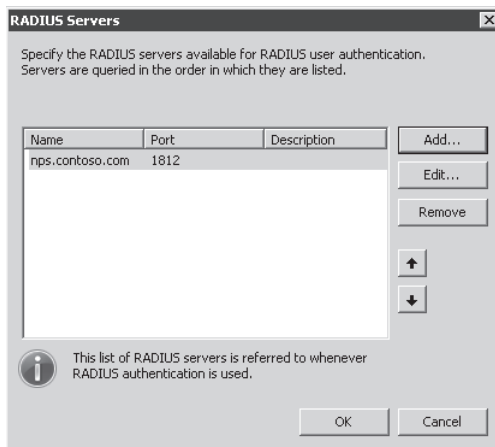 RADIUS Servers
Specify the RADIUS servers available for RADIUS user authentication.
Servers are queried in the order in which they are listed.
Name Port Description
nps.contoso.com 1812
Add...
Edit...
Remove
This list of RADIUS servers is referred to whenever
RADIUS authentication is used.
OK Cancel